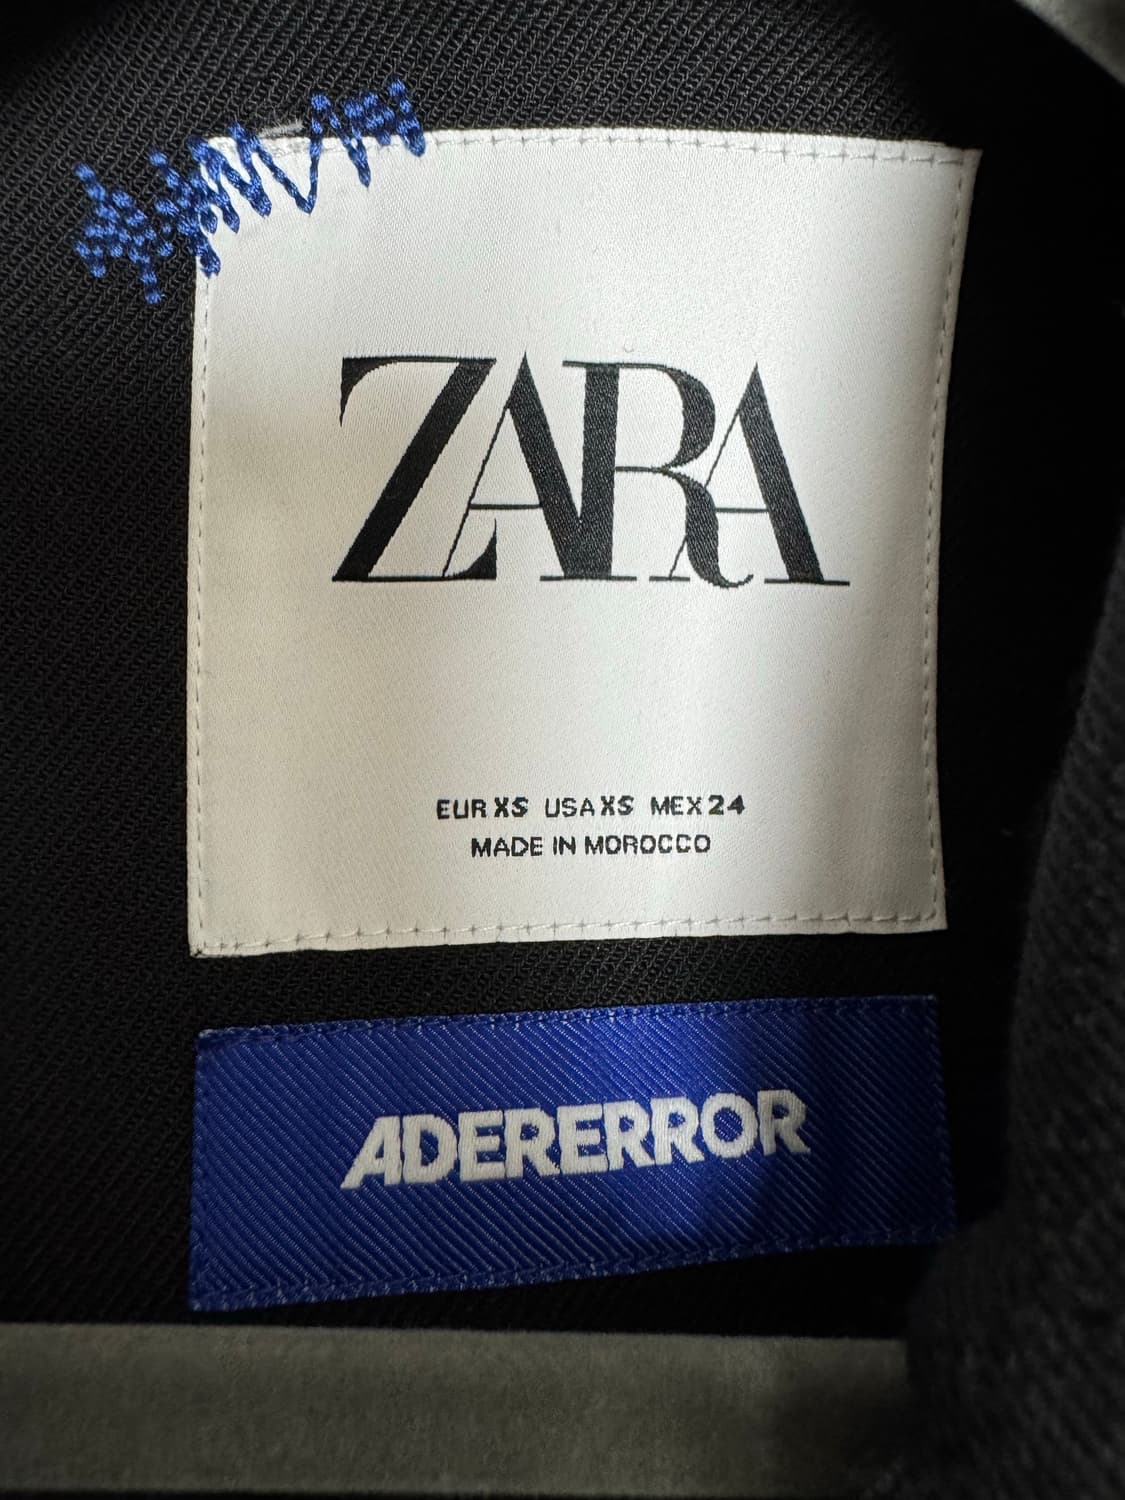 ZARA
EUR XS USA XS MEX 24
MADE IN MOROCCO
ADERERROR